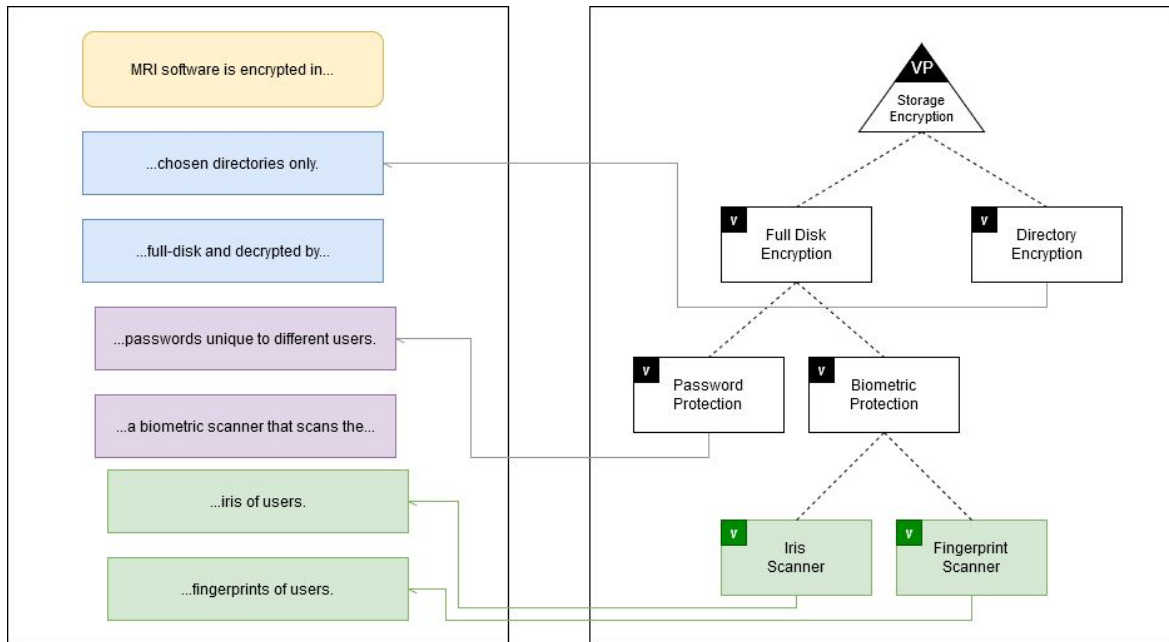 MRI software is encrypted in...
...chosen directories only.
...full-disk and decrypted by...
...passwords unique to different users.
...a biometric scanner that scans the...
...iris of users.
...fingerprints of users.
VP
Storage
Encryption
v
Full Disk
Encryption
v
Directory
Encryption
v
Password
Protection
v
Biometric
Protection
v
Iris
Scanner
v
Fingerprint
Scanner